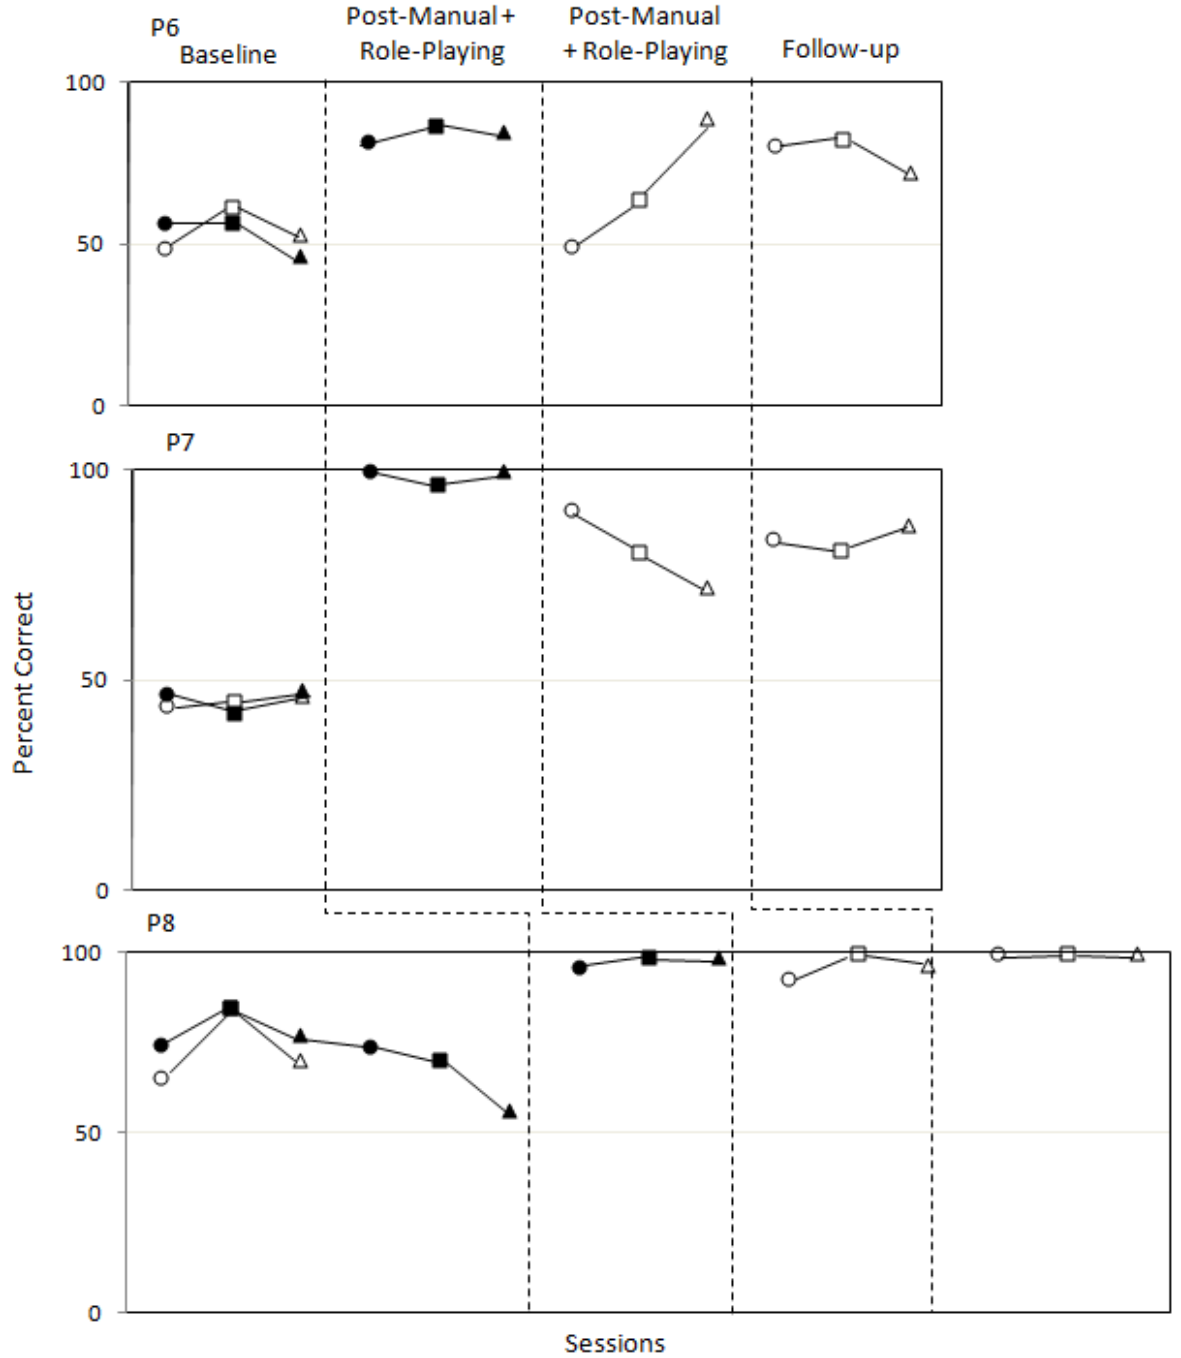 P6
Baseline
Post-Manual +
Role-Playing
Post-Manual
+ Role-Playing
Follow-up
100
50
0
P7
100
50
0
Percent Correct
P8
100
50
0
Sessions